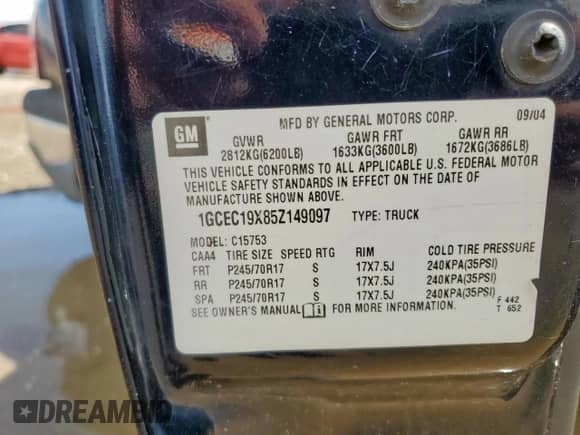 GM
MFD BY GENERAL MOTORS CORP.
09/04
GVWR GAWR FRT GAWR RR
2812KG(6200LB) 1633KG(3600LB) 1672KG(3686LB)
THIS VEHICLE CONFORMS TO ALL APPLICABLE U.S. FEDERAL MOTOR
VEHICLE SAFETY STANDARDS IN EFFECT ON THE DATE OF
MANUFACTURE SHOWN ABOVE.
1GCEC19X85Z149097 TYPE: TRUCK
MODEL: C15753
CAA4 TIRE SIZE SPEED RTG RIM COLD TIRE PRESSURE
FRT P245/70R17 S 17X7.5J 240KPA(35PSI)
RR P245/70R17 S 17X7.5J 240KPA(35PSI)
SPA P245/70R17 S 17X7.5J 240KPA(35PSI)
SEE OWNER'S MANUAL FOR MORE INFORMATION.
F 442
T 652
DREAMBID